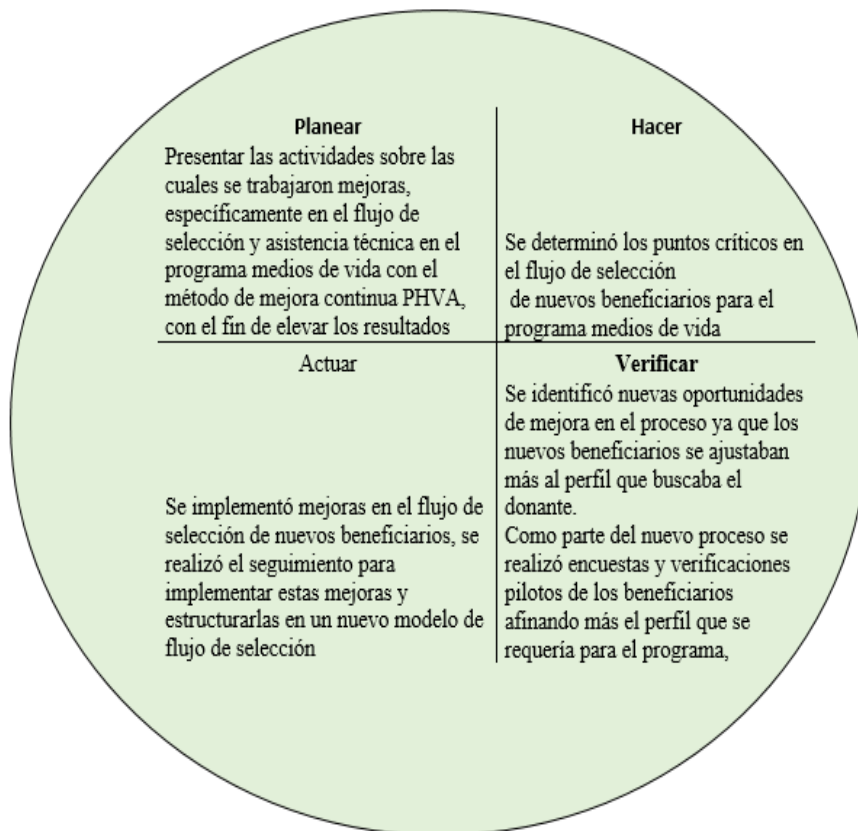 Planear
Presentar las actividades sobre las
cuales se trabajaron mejoras,
específicamente en el flujo de
selección y asistencia técnica en el
programa medios de vida con el
método de mejora continua PHVA,
con el fin de elevar los resultados
Hacer
Se determinó los puntos críticos en
el flujo de selección
de nuevos beneficiarios para el
programa medios de vida
Actuar
Se implementó mejoras en el flujo de
selección de nuevos beneficiarios, se
realizó el seguimiento para
implementar estas mejoras y
estructurarlas en un nuevo modelo de
flujo de selección
Verificar
Se identificó nuevas oportunidades
de mejora en el proceso ya que los
nuevos beneficiarios se ajustaban
más al perfil que buscaba el
donante.
Como parte del nuevo proceso se
realizó encuestas y verificaciones
pilotos de los beneficiarios
afinando más el perfil que se
requería para el programa,